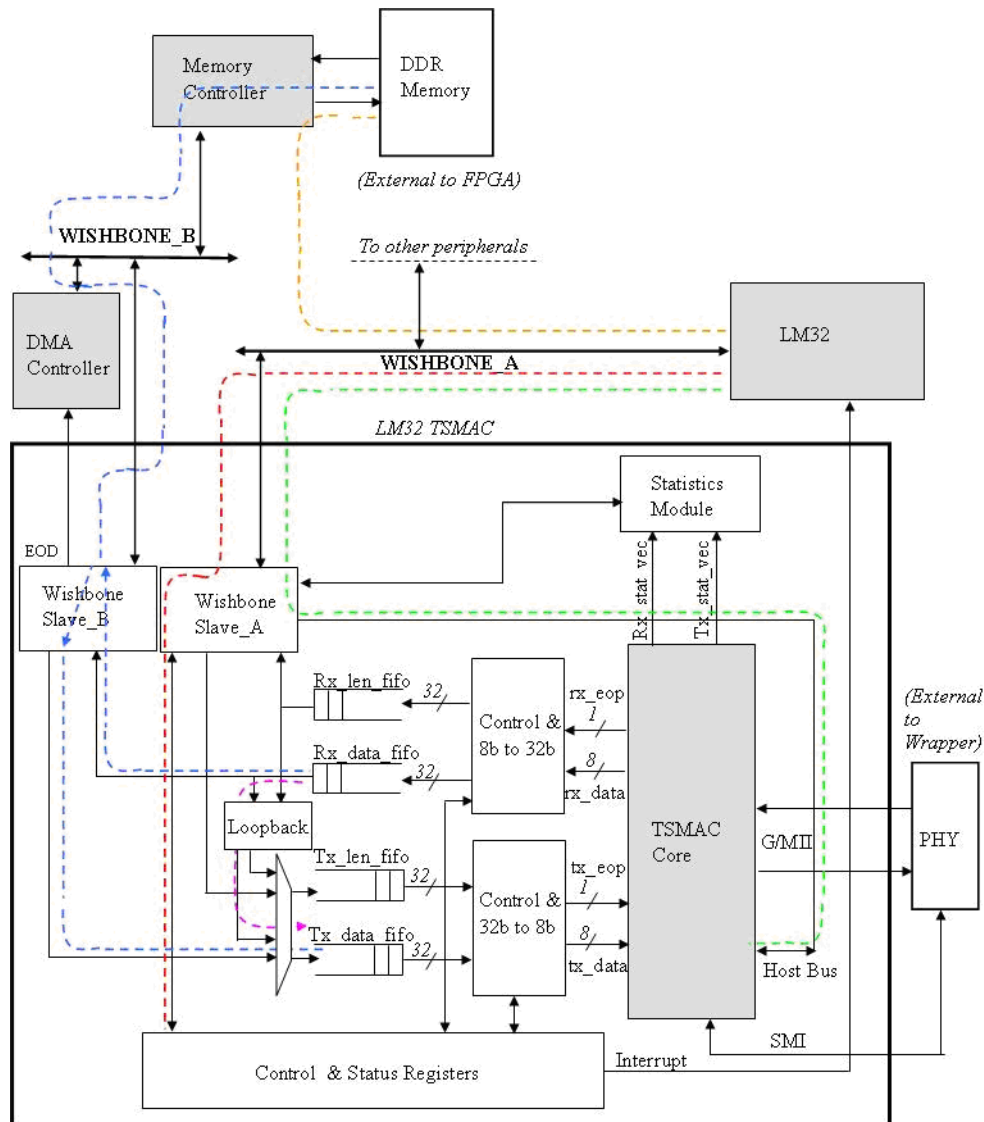 Memory
Controller
DDR
Memory
(External to FPGA)
WISHBONE_B
To other peripherals
DMA
Controller
LM32
WISHBONE_A
LM32 TSMAC
Statistics
Module
EOD
Wishbone
Slave_B
Wishbone
Slave_A
Rx_stat_vec
Tx_stat_vec
Rx_len_fifo
32
Control &
8b to 32b
rx_eop
1
Rx_data_fifo
32
8
rx_data
(External
to
Wrapper)
Loopback
TSMAC
Core
G/MII
PHY
Tx_len_fifo
32
Control &
32b to 8b
tx_eop
1
Tx_data_fifo
32
8
tx_data
Host Bus
SMI
Control & Status Registers
Interrupt